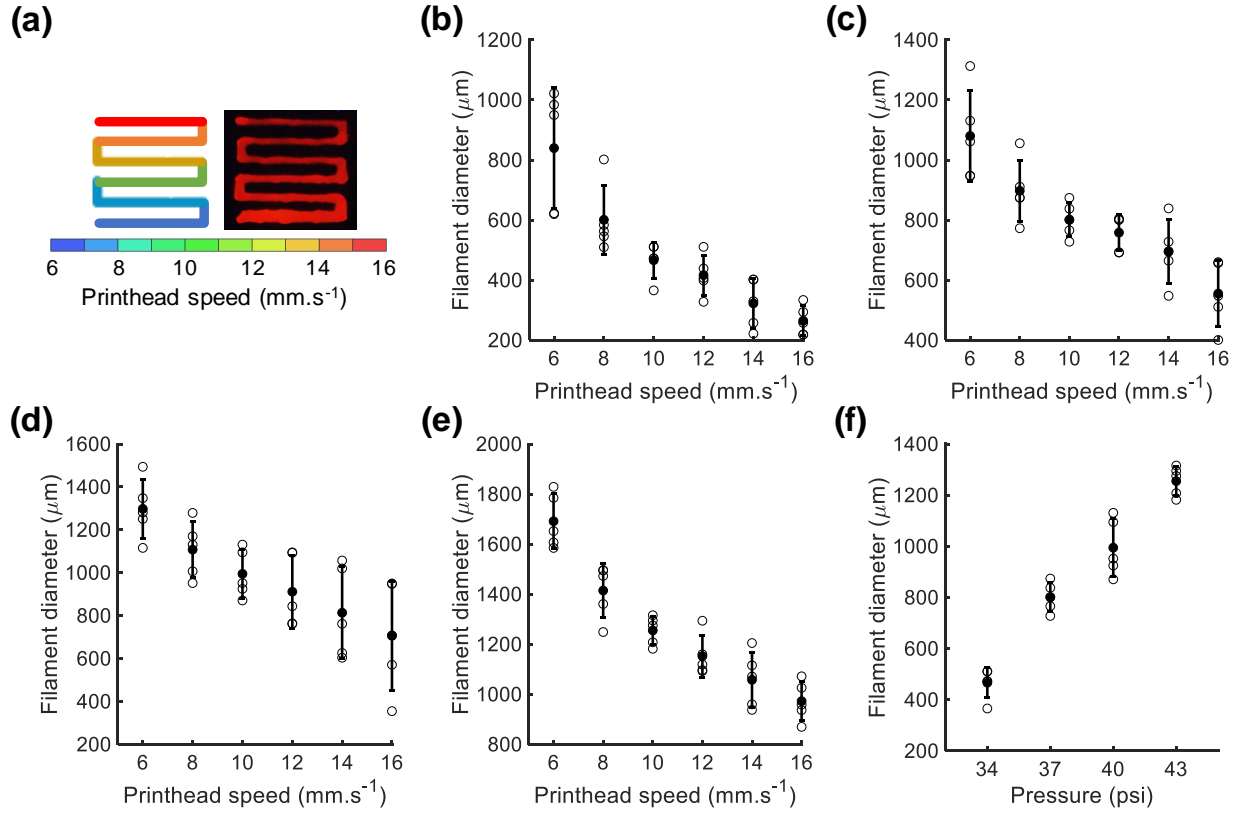 (a)
6 8 10 12 14 16
Printhead speed (mm.s⁻¹)
(b)
1200
1000
800
600
400
200
Filament diameter (μm)
6 8 10 12 14 16
Printhead speed (mm.s⁻¹)
(c)
1400
1200
1000
800
600
400
Filament diameter (μm)
6 8 10 12 14 16
Printhead speed (mm.s⁻¹)
(d)
1600
1400
1200
1000
800
600
400
200
Filament diameter (μm)
6 8 10 12 14 16
Printhead speed (mm.s⁻¹)
(e)
2000
1800
1600
1400
1200
1000
800
Filament diameter (μm)
6 8 10 12 14 16
Printhead speed (mm.s⁻¹)
(f)
1400
1200
1000
800
600
400
200
Filament diameter (μm)
34 37 40 43
Pressure (psi)